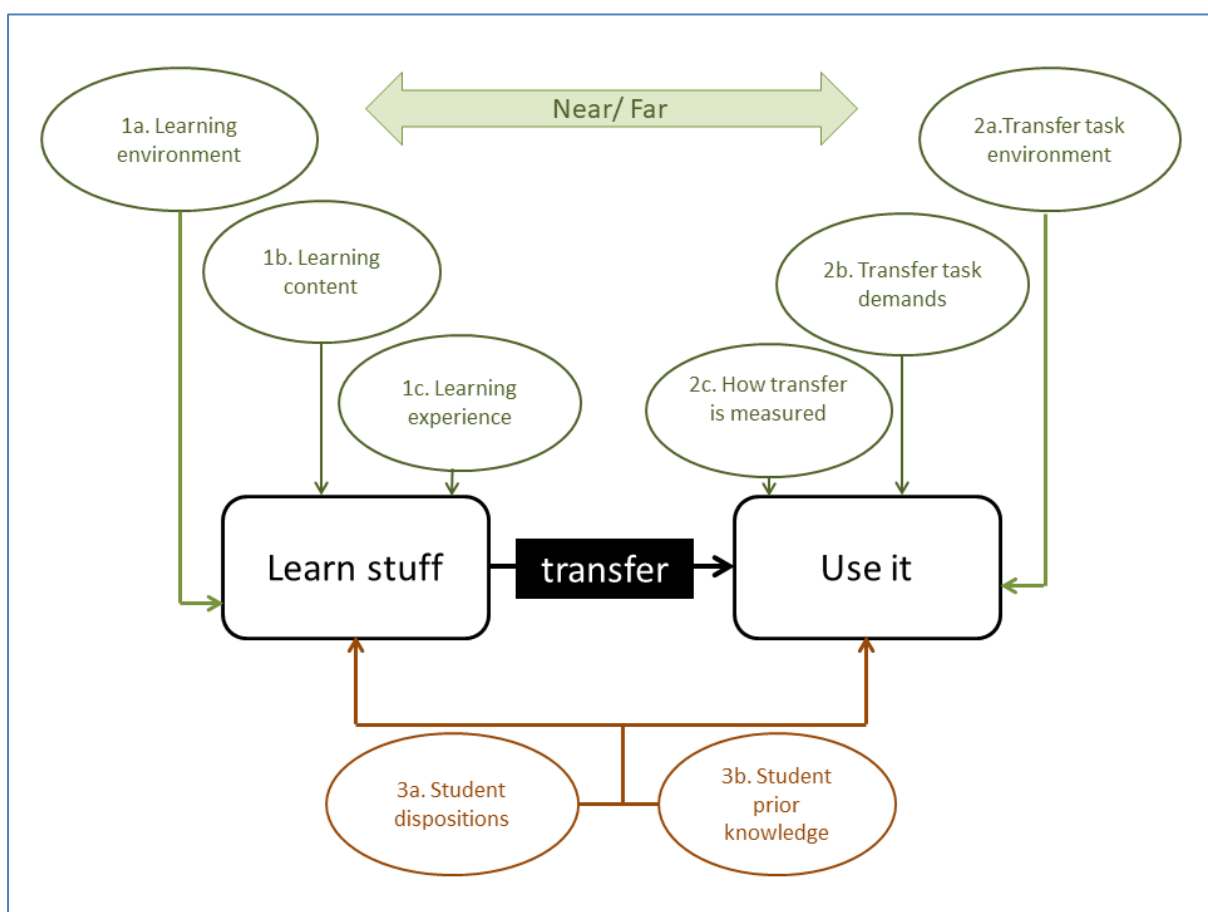 Near/ Far
1a. Learning
environment
2a.Transfer task
environment
1b. Learning
content
2b. Transfer task
demands
1c. Learning
experience
2c. How transfer
is measured
Learn stuff
transfer
Use it
3a. Student
dispositions
3b. Student
prior
knowledge